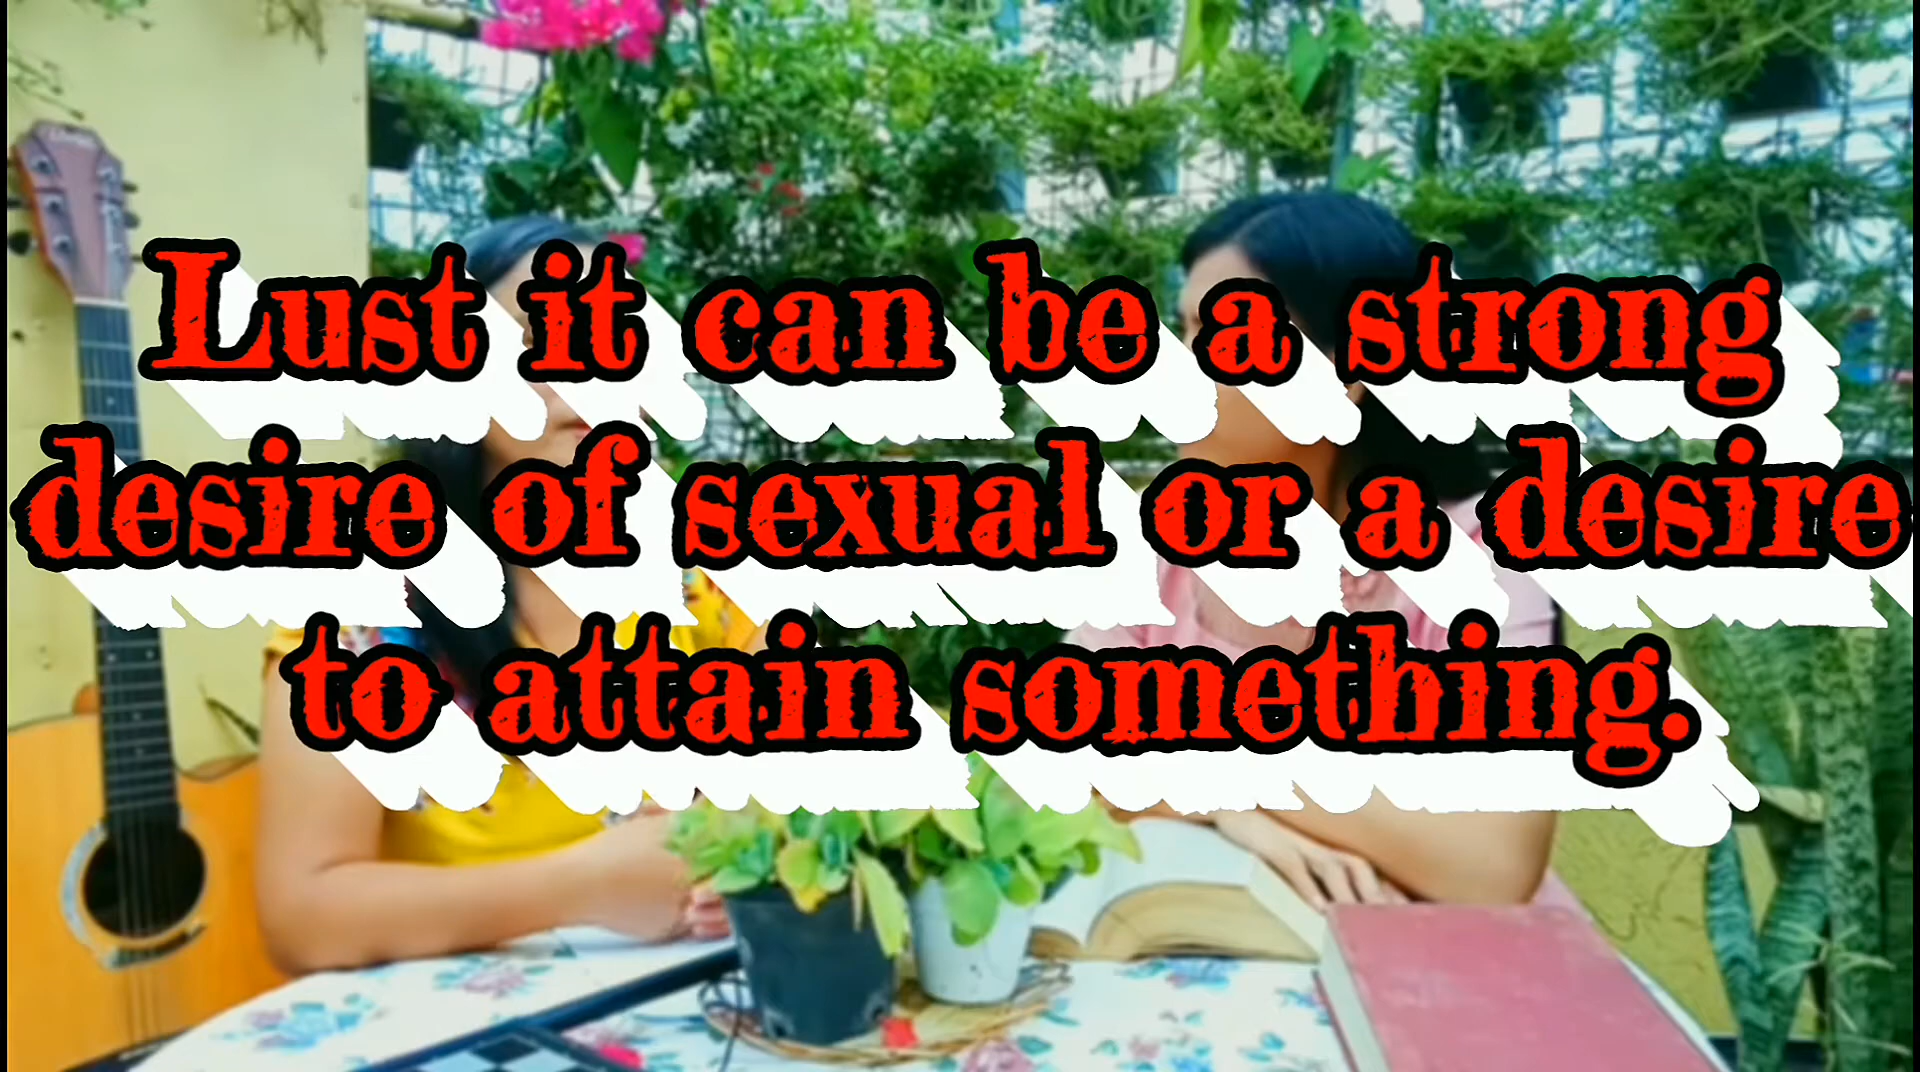 Lust it can be a strong
desire of sexual or a desire
to attain something.